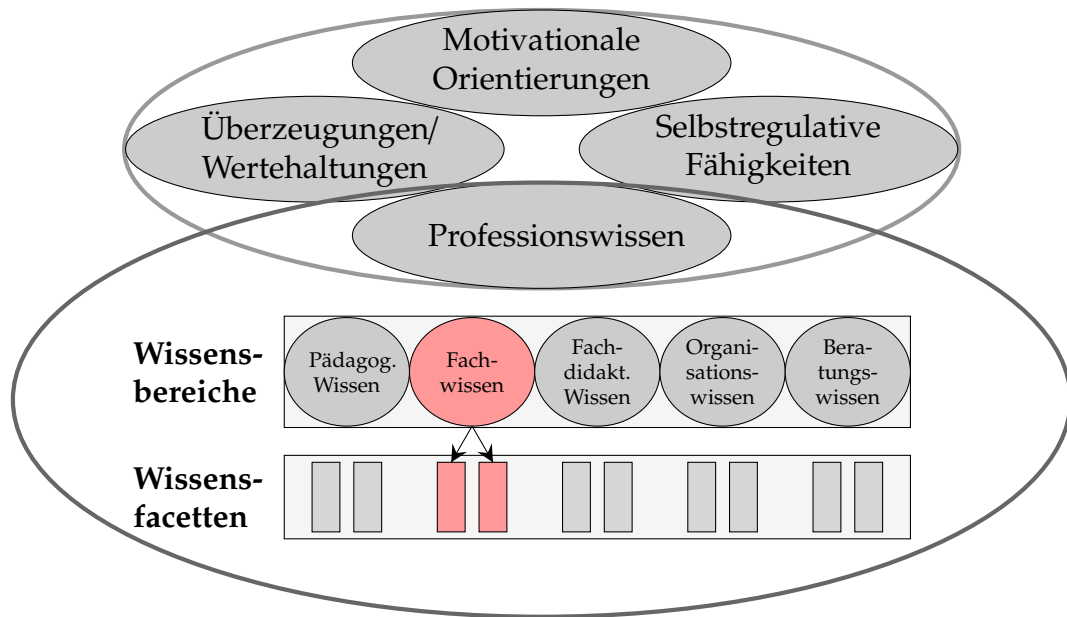 Motivationale
Orientierungen
Überzeugungen/
Wertehaltungen
Selbstregulative
Fähigkeiten
Professionswissen
Wissens-
bereiche
Pädagog.
Wissen
Fach-
wissen
Fach-
didakt.
Wissen
Organi-
sations-
wissen
Bera-
tungs-
wissen
Wissens-
facetten